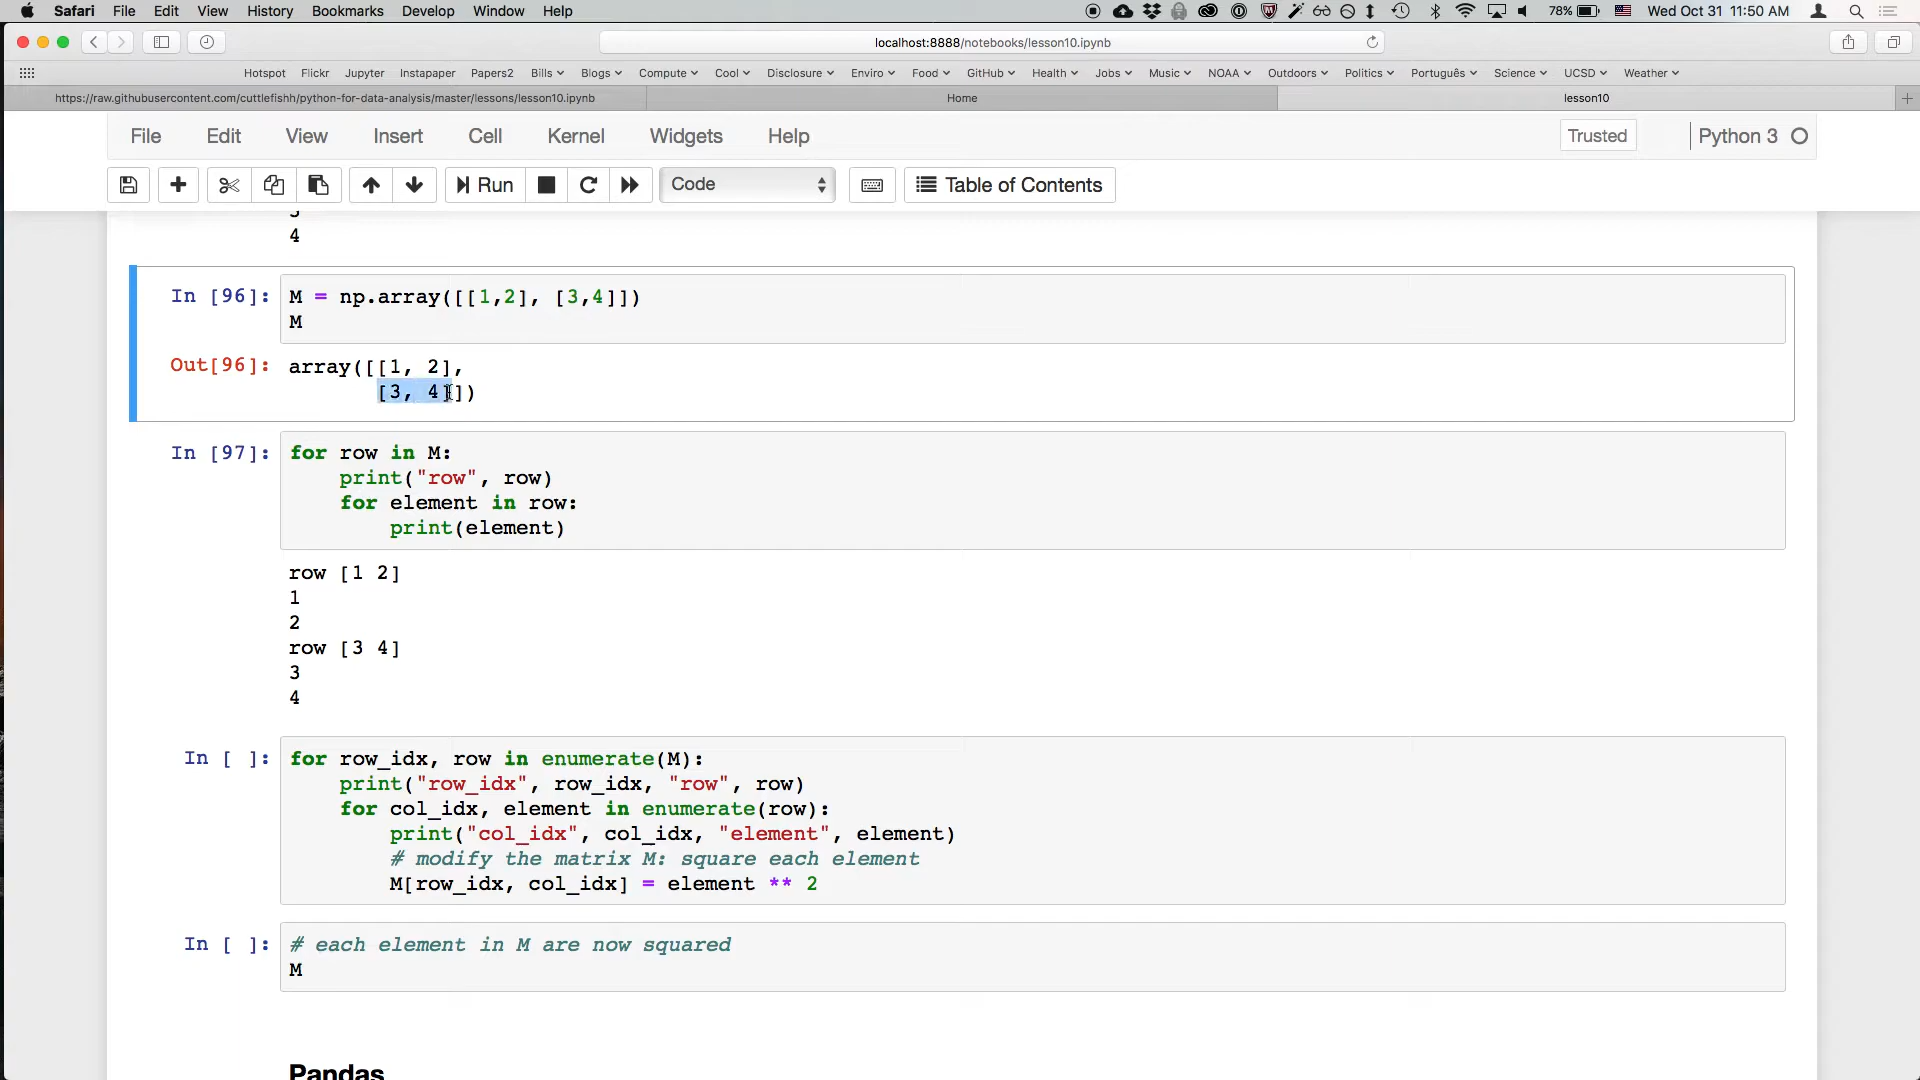 Safari File Edit View History Bookmarks Develop Window Help 78% Wed Oct 31 11:50 AM
localhost:8888/notebooks/lesson10.ipynb
Hotspot Flickr Jupyter Instapaper Papers2 Bills Blogs Compute Cool Disclosure Enviro Food GitHub Health Jobs Music NOAA Outdoors Politics Português Science UCSD Weather
https://raw.githubusercontent.com/cuttlefishh/python-for-data-analysis/master/lessons/lesson10.ipynb Home lesson10
File Edit View Insert Cell Kernel Widgets Help Trusted Python 3
Run Code Table of Contents
4
In [96]: M = np.array([[1,2], [3,4]])
M
Out[96]: array([[1, 2],
[3, 4]])
In [97]: for row in M:
print("row", row)
for element in row:
print(element)
row [1 2]
1
2
row [3 4]
3
4
In [ ]: for row_idx, row in enumerate(M):
print("row_idx", row_idx, "row", row)
for col_idx, element in enumerate(row):
print("col_idx", col_idx, "element", element)
# modify the matrix M: square each element
M[row_idx, col_idx] = element ** 2
In [ ]: # each element in M are now squared
M
Pandas